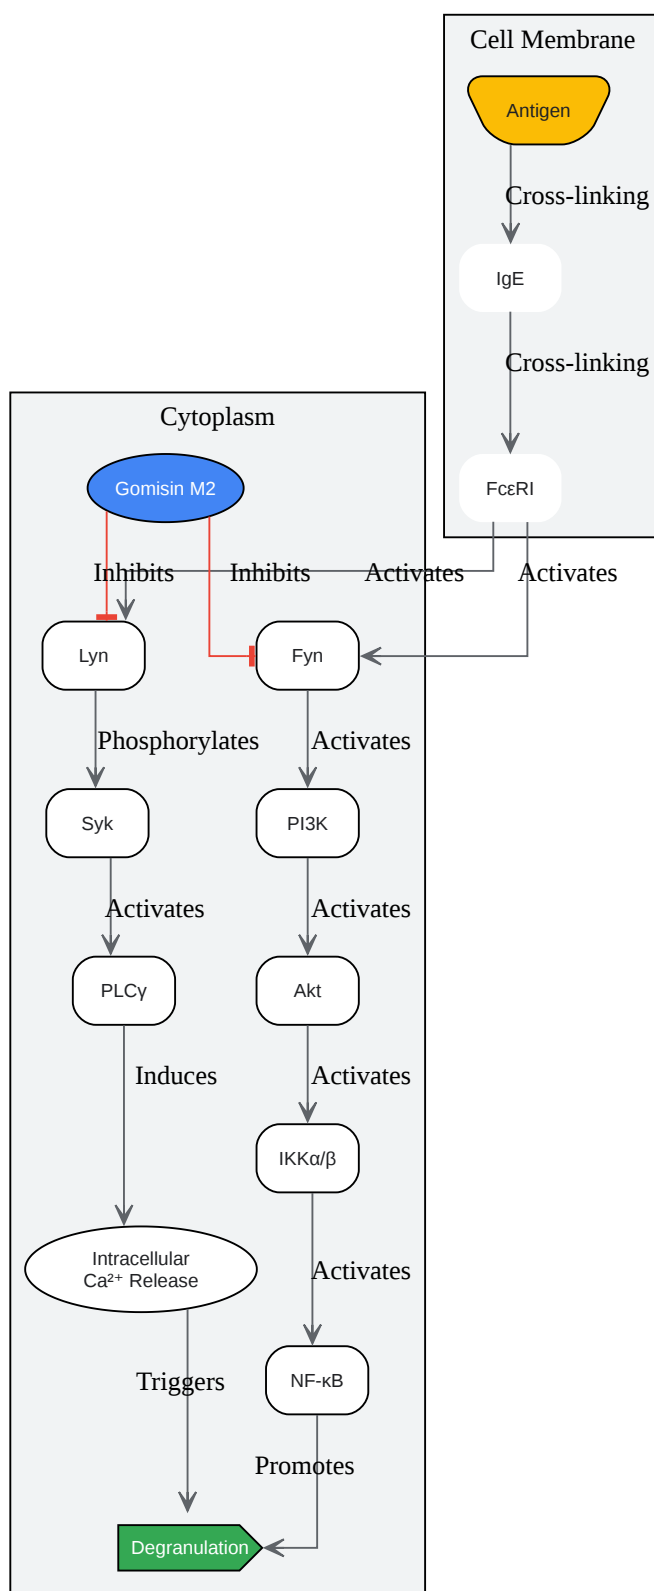 Cell Membrane
Antigen
Cross-linking
IgE
Cross-linking
Cytoplasm
Gomisin M2
FcεRI
Inhibits
Inhibits
Activates
Activates
Lyn
Fyn
Phosphorylates
Activates
Syk
PI3K
Activates
Activates
PLCγ
Akt
Induces
Activates
IKKα/β
Intracellular
Ca²⁺ Release
Activates
Triggers
NF-κB
Promotes
Degranulation